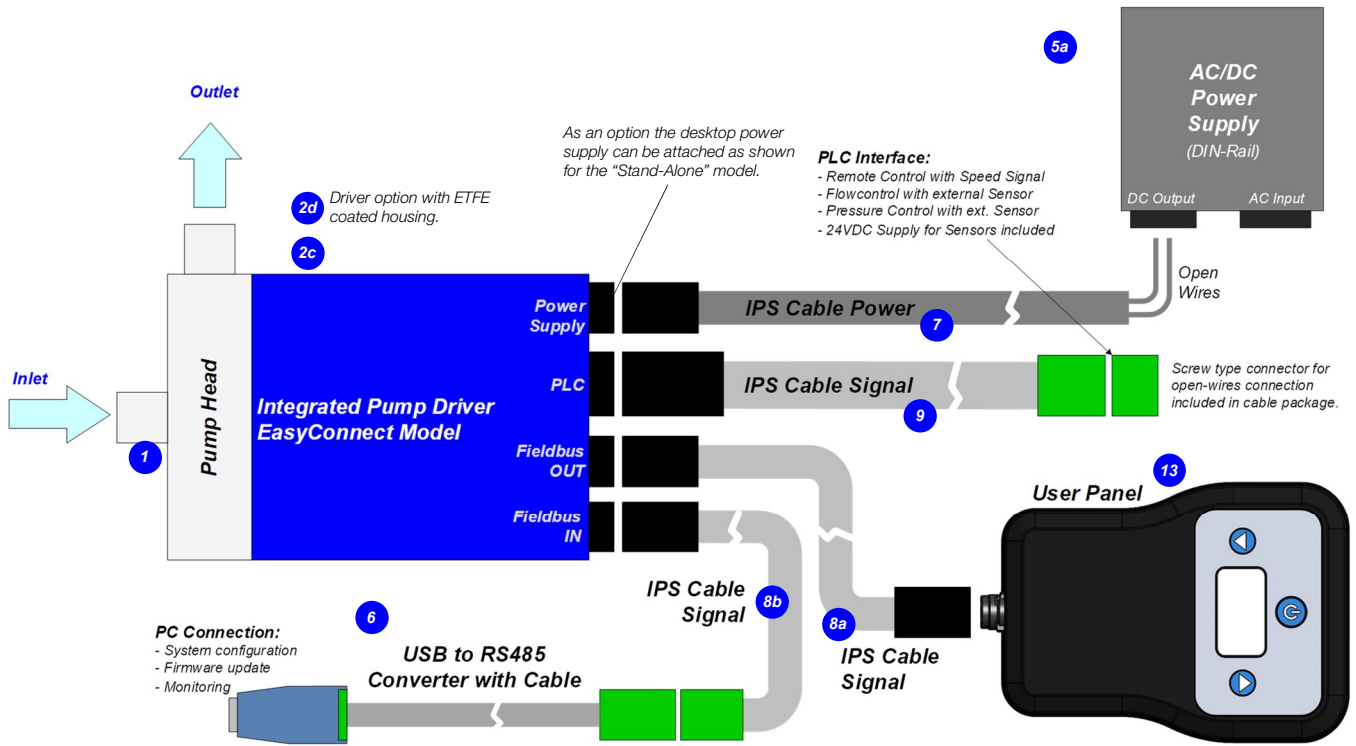 5a
AC/DC
Power
Supply
(DIN-Rail)
DC Output
AC Input
Outlet
As an option the desktop power
supply can be attached as shown
for the “Stand-Alone” model.
PLC Interface:
- Remote Control with Speed Signal
- Flowcontrol with external Sensor
- Pressure Control with ext. Sensor
- 24VDC Supply for Sensors included
2d
Driver option with ETFE
coated housing.
2c
Open
Wires
Power
Supply
IPS Cable Power
7
Inlet
Pump Head
1
Integrated Pump Driver
EasyConnect Model
PLC
IPS Cable Signal
9
Screw type connector for
open-wires connection
included in cable package.
Fieldbus
OUT
Fieldbus
IN
13
User Panel
IPS Cable
Signal
8b
8a
IPS Cable
Signal
6
PC Connection:
- System configuration
- Firmware update
- Monitoring
USB to RS485
Converter with Cable